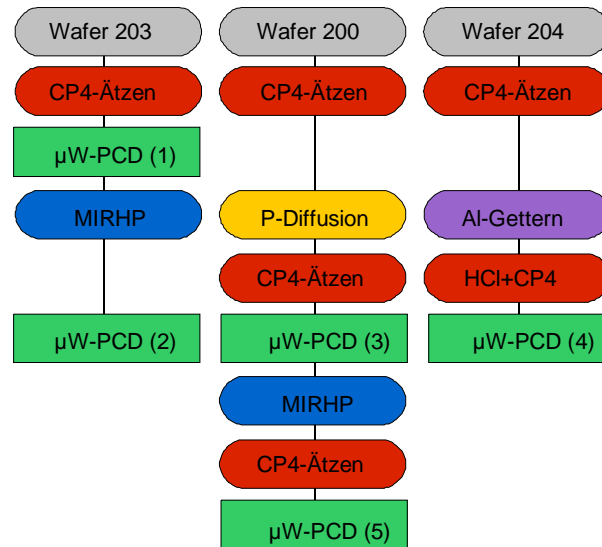 Wafer 203
Wafer 200
Wafer 204
CP4-Ätzen
CP4-Ätzen
CP4-Ätzen
µW-PCD (1)
MIRHP
P-Diffusion
Al-Gettern
CP4-Ätzen
HCl+CP4
µW-PCD (2)
µW-PCD (3)
µW-PCD (4)
MIRHP
CP4-Ätzen
µW-PCD (5)